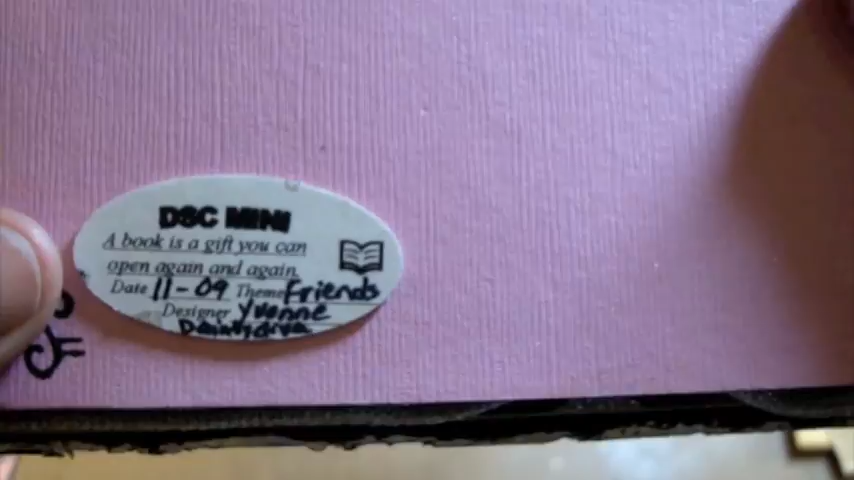 DSC MINI
A book is a gift you can
open again and again.
Date 11-09 Theme Friends
Designer Yvonne